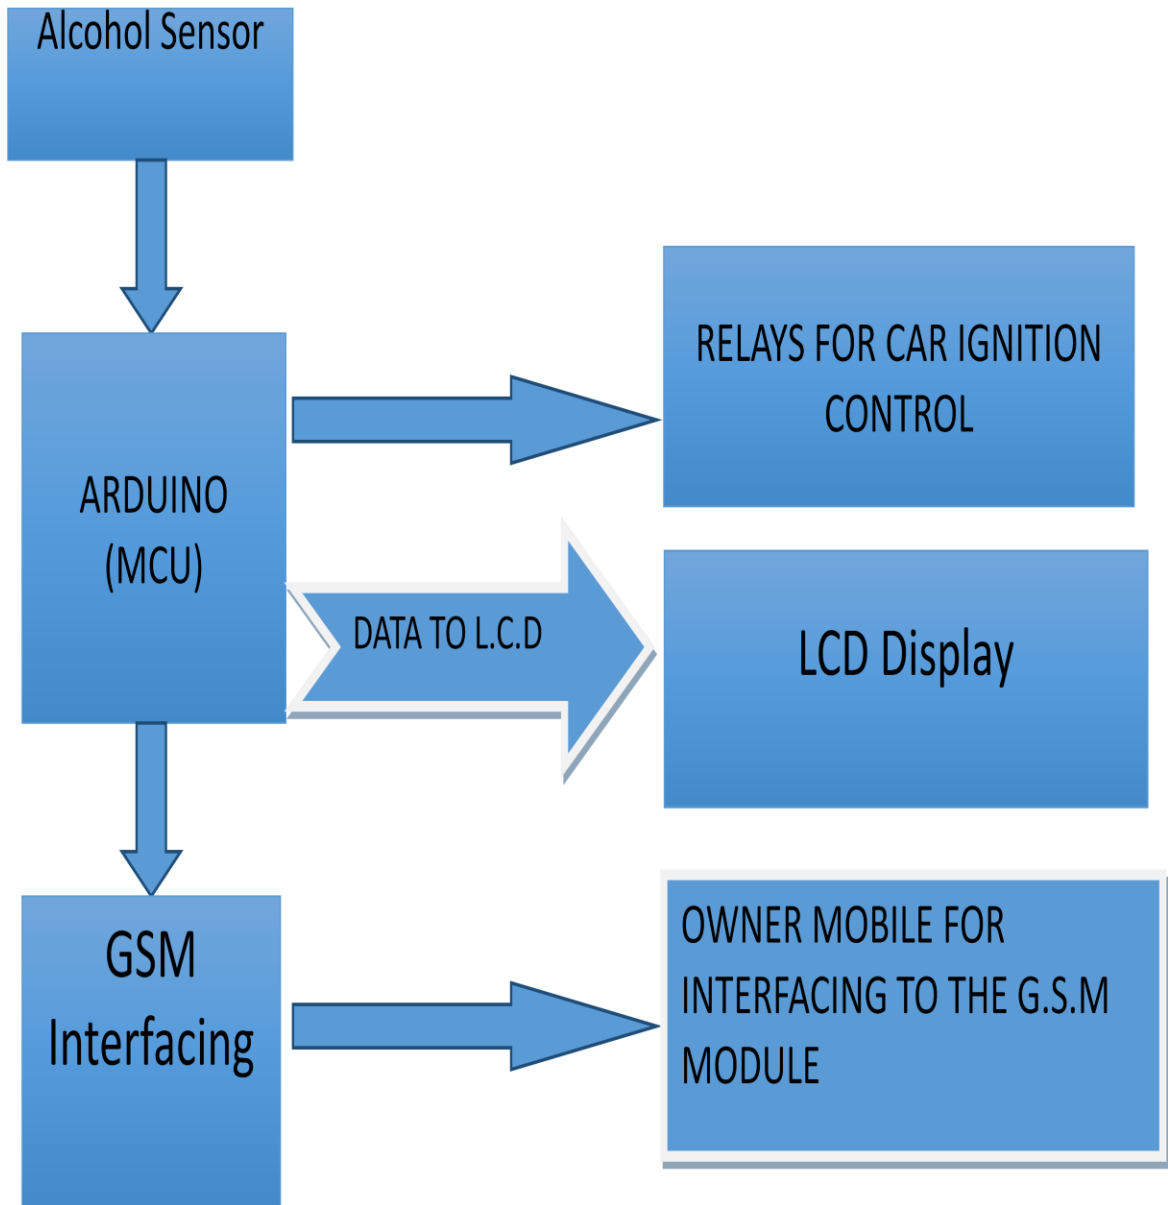 Alcohol Sensor
RELAYS FOR CAR IGNITION
CONTROL
ARDUINO
(MCU)
DATA TO L.C.D
LCD Display
GSM
Interfacing
OWNER MOBILE FOR
INTERFACING TO THE G.S.M
MODULE